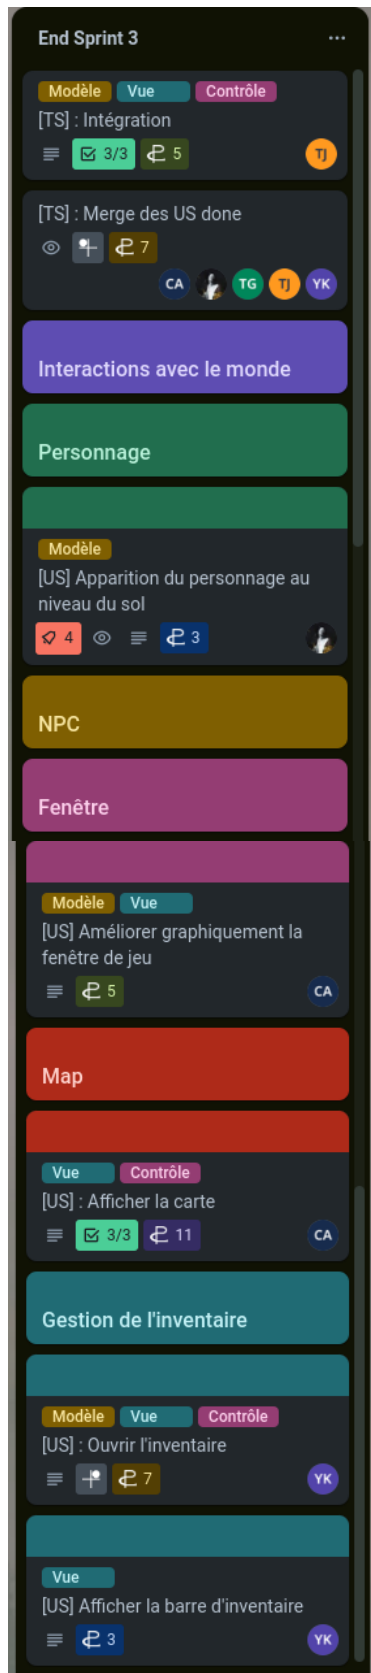 End Sprint 3
Modèle Vue Contrôle
[TS] : Intégration
3/3 5 TJ
[TS] : Merge des US done
7
CA TG TJ YK
Interactions avec le monde
Personnage
Modèle
[US] Apparition du personnage au
niveau du sol
4 3
NPC
Fenêtre
Modèle Vue
[US] Améliorer graphiquement la
fenêtre de jeu
5 CA
Map
Vue Contrôle
[US] : Afficher la carte
3/3 11 CA
Gestion de l'inventaire
Modèle Vue Contrôle
[US] : Ouvrir l'inventaire
7 YK
Vue
[US] Afficher la barre d'inventaire
3 YK